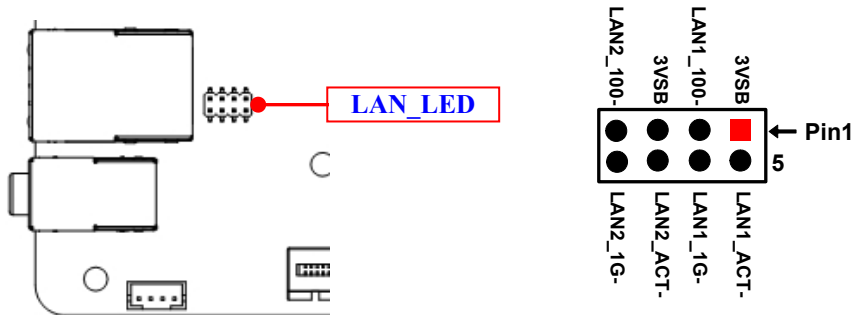 LAN_LED
LAN2_100-
3VSB
LAN1_100-
3VSB
Pin1
5
LAN2_1G-
LAN2_ACT-
LAN1_1G-
LAN1_ACT-